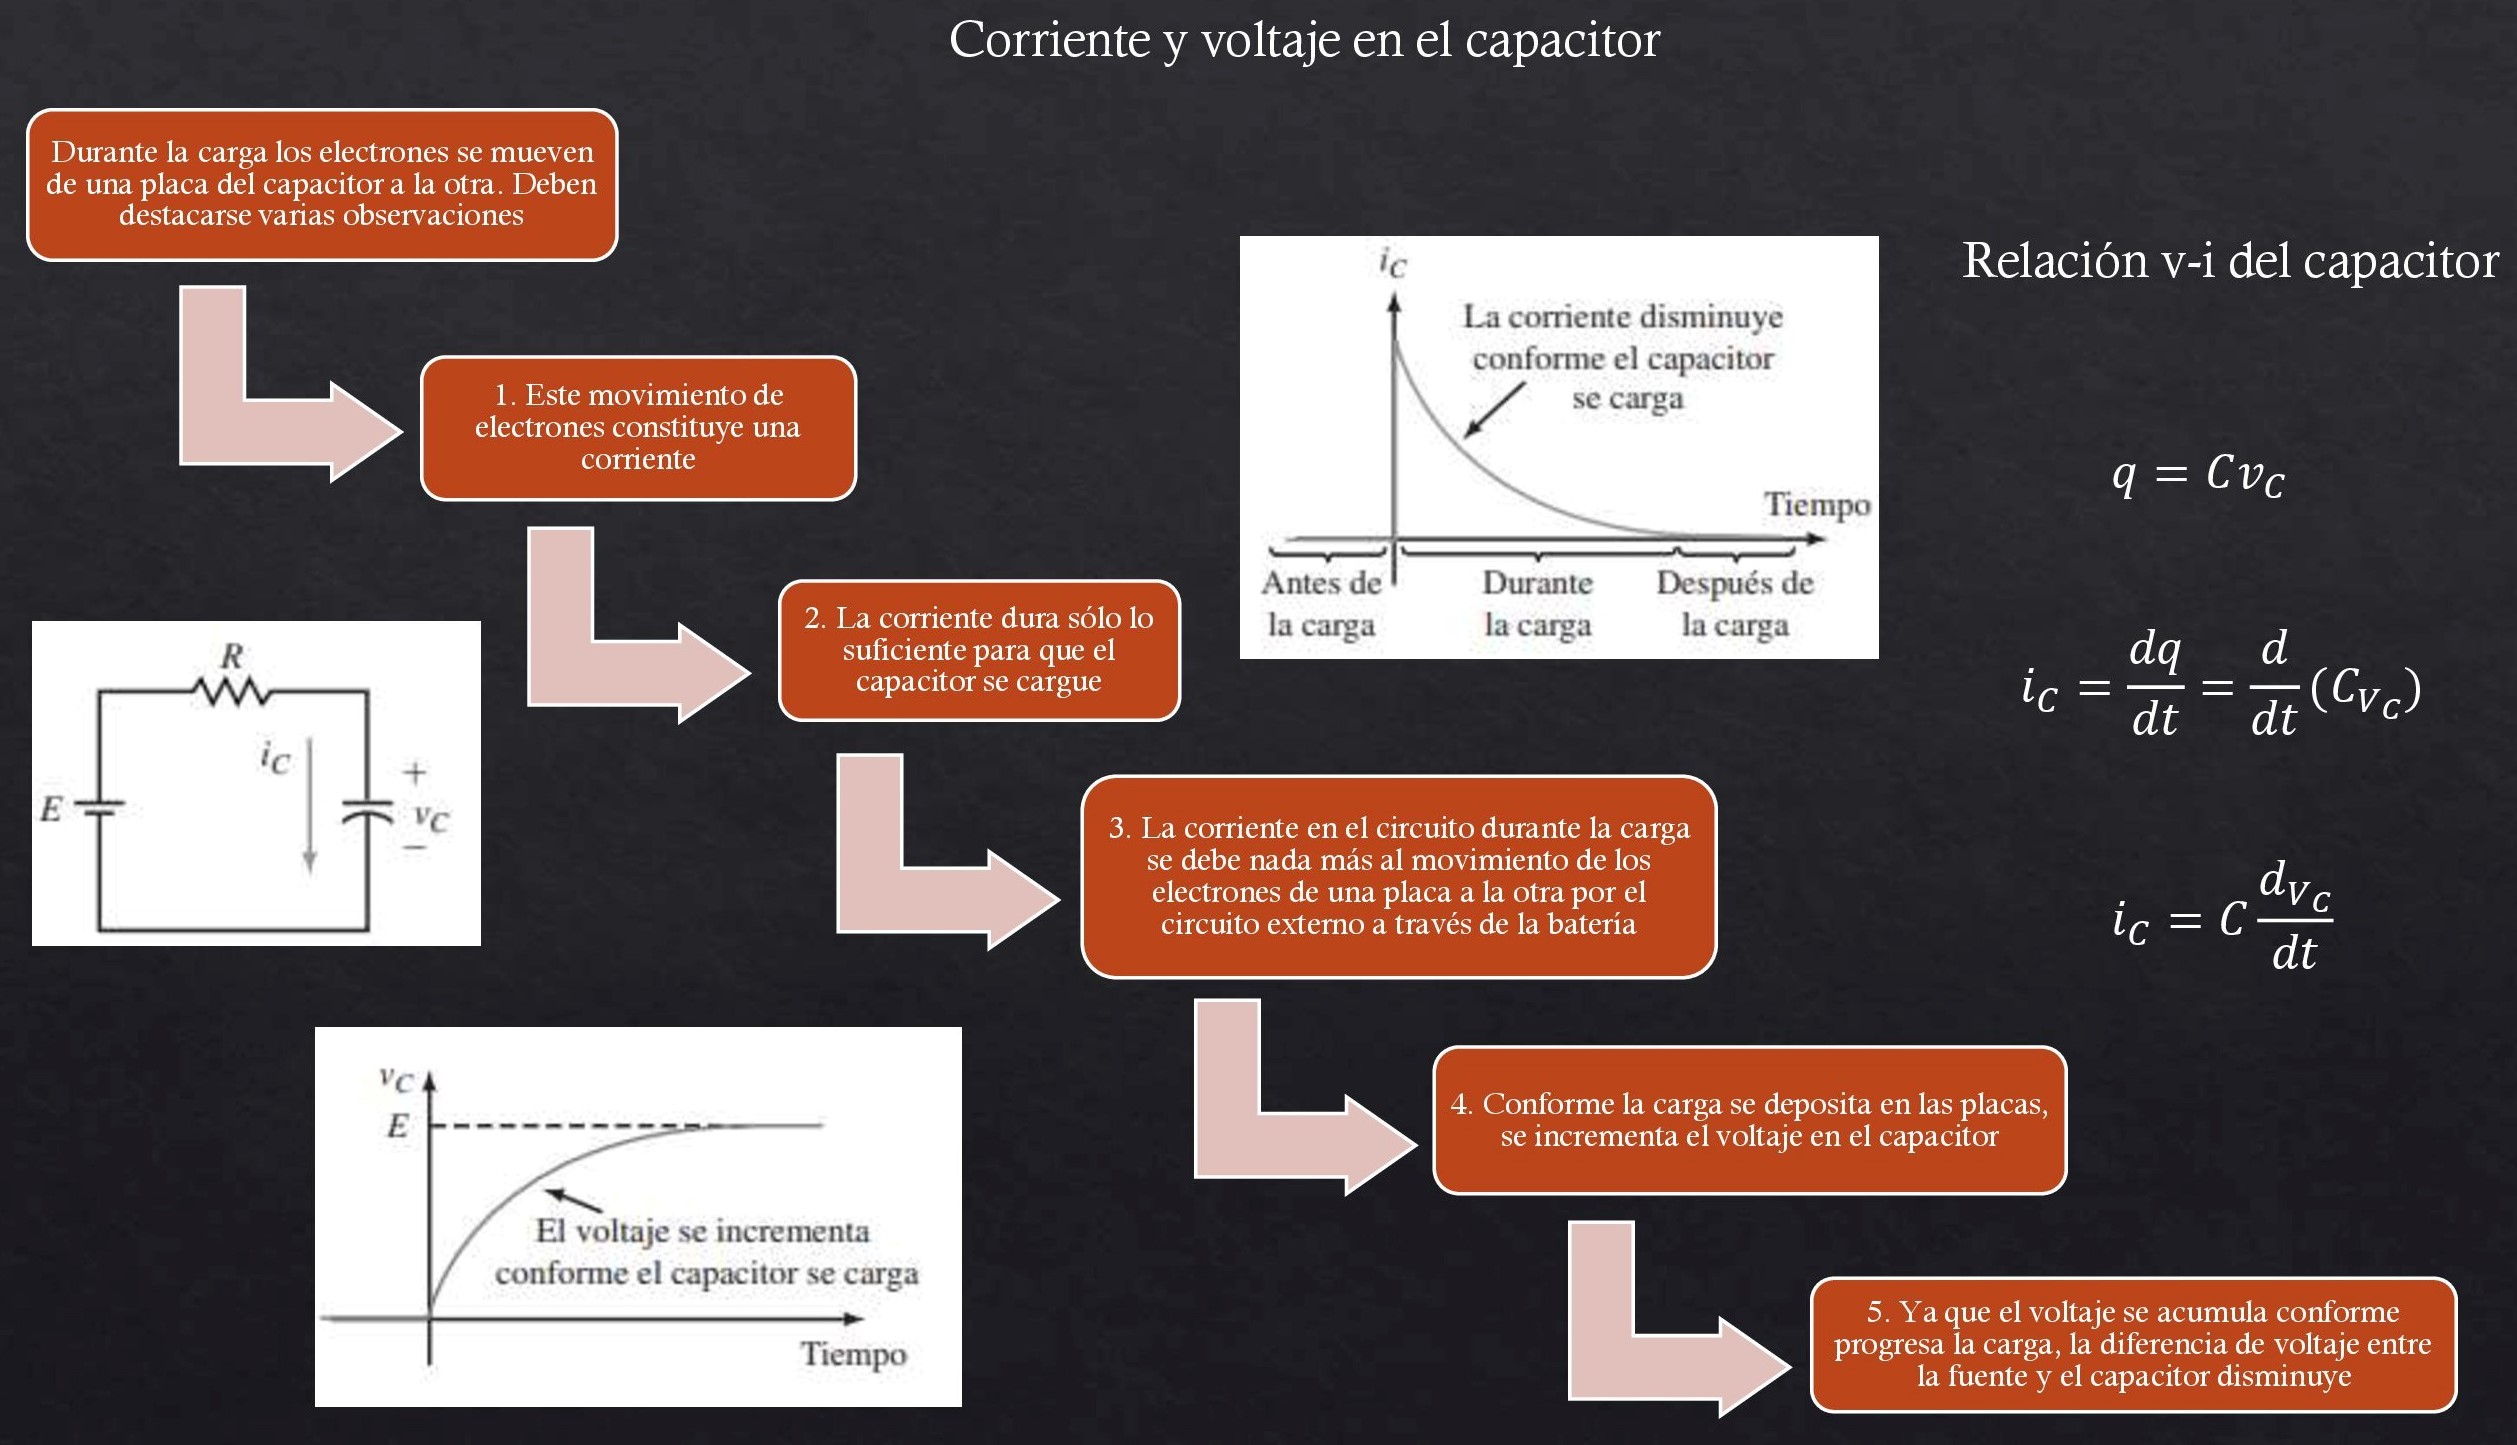 Corriente y voltaje en el capacitor
Durante la carga los electrones se mueven
de una placa del capacitor a la otra. Deben
destacarse varias observaciones
1. Este movimiento de
electrones constituye una
corriente
2. La corriente dura sólo lo
suficiente para que el
capacitor se cargue
3. La corriente en el circuito durante la carga
se debe nada más al movimiento de los
electrones de una placa a la otra por el
circuito externo a través de la batería
4. Conforme la carga se deposita en las placas,
se incrementa el voltaje en el capacitor
5. Ya que el voltaje se acumula conforme
progresa la carga, la diferencia de voltaje entre
la fuente y el capacitor disminuye
R
i_C
E
+
v_C
−
v_C
E
El voltaje se incrementa
conforme el capacitor se carga
Tiempo
i_C
La corriente disminuye
conforme el capacitor
se carga
Tiempo
Antes de
la carga
Durante
la carga
Después de
la carga
Relación v-i del capacitor
q = Cv_C
i_C = dq/dt = d/dt (C_{V_C})
i_C = C d_{V_C}/dt